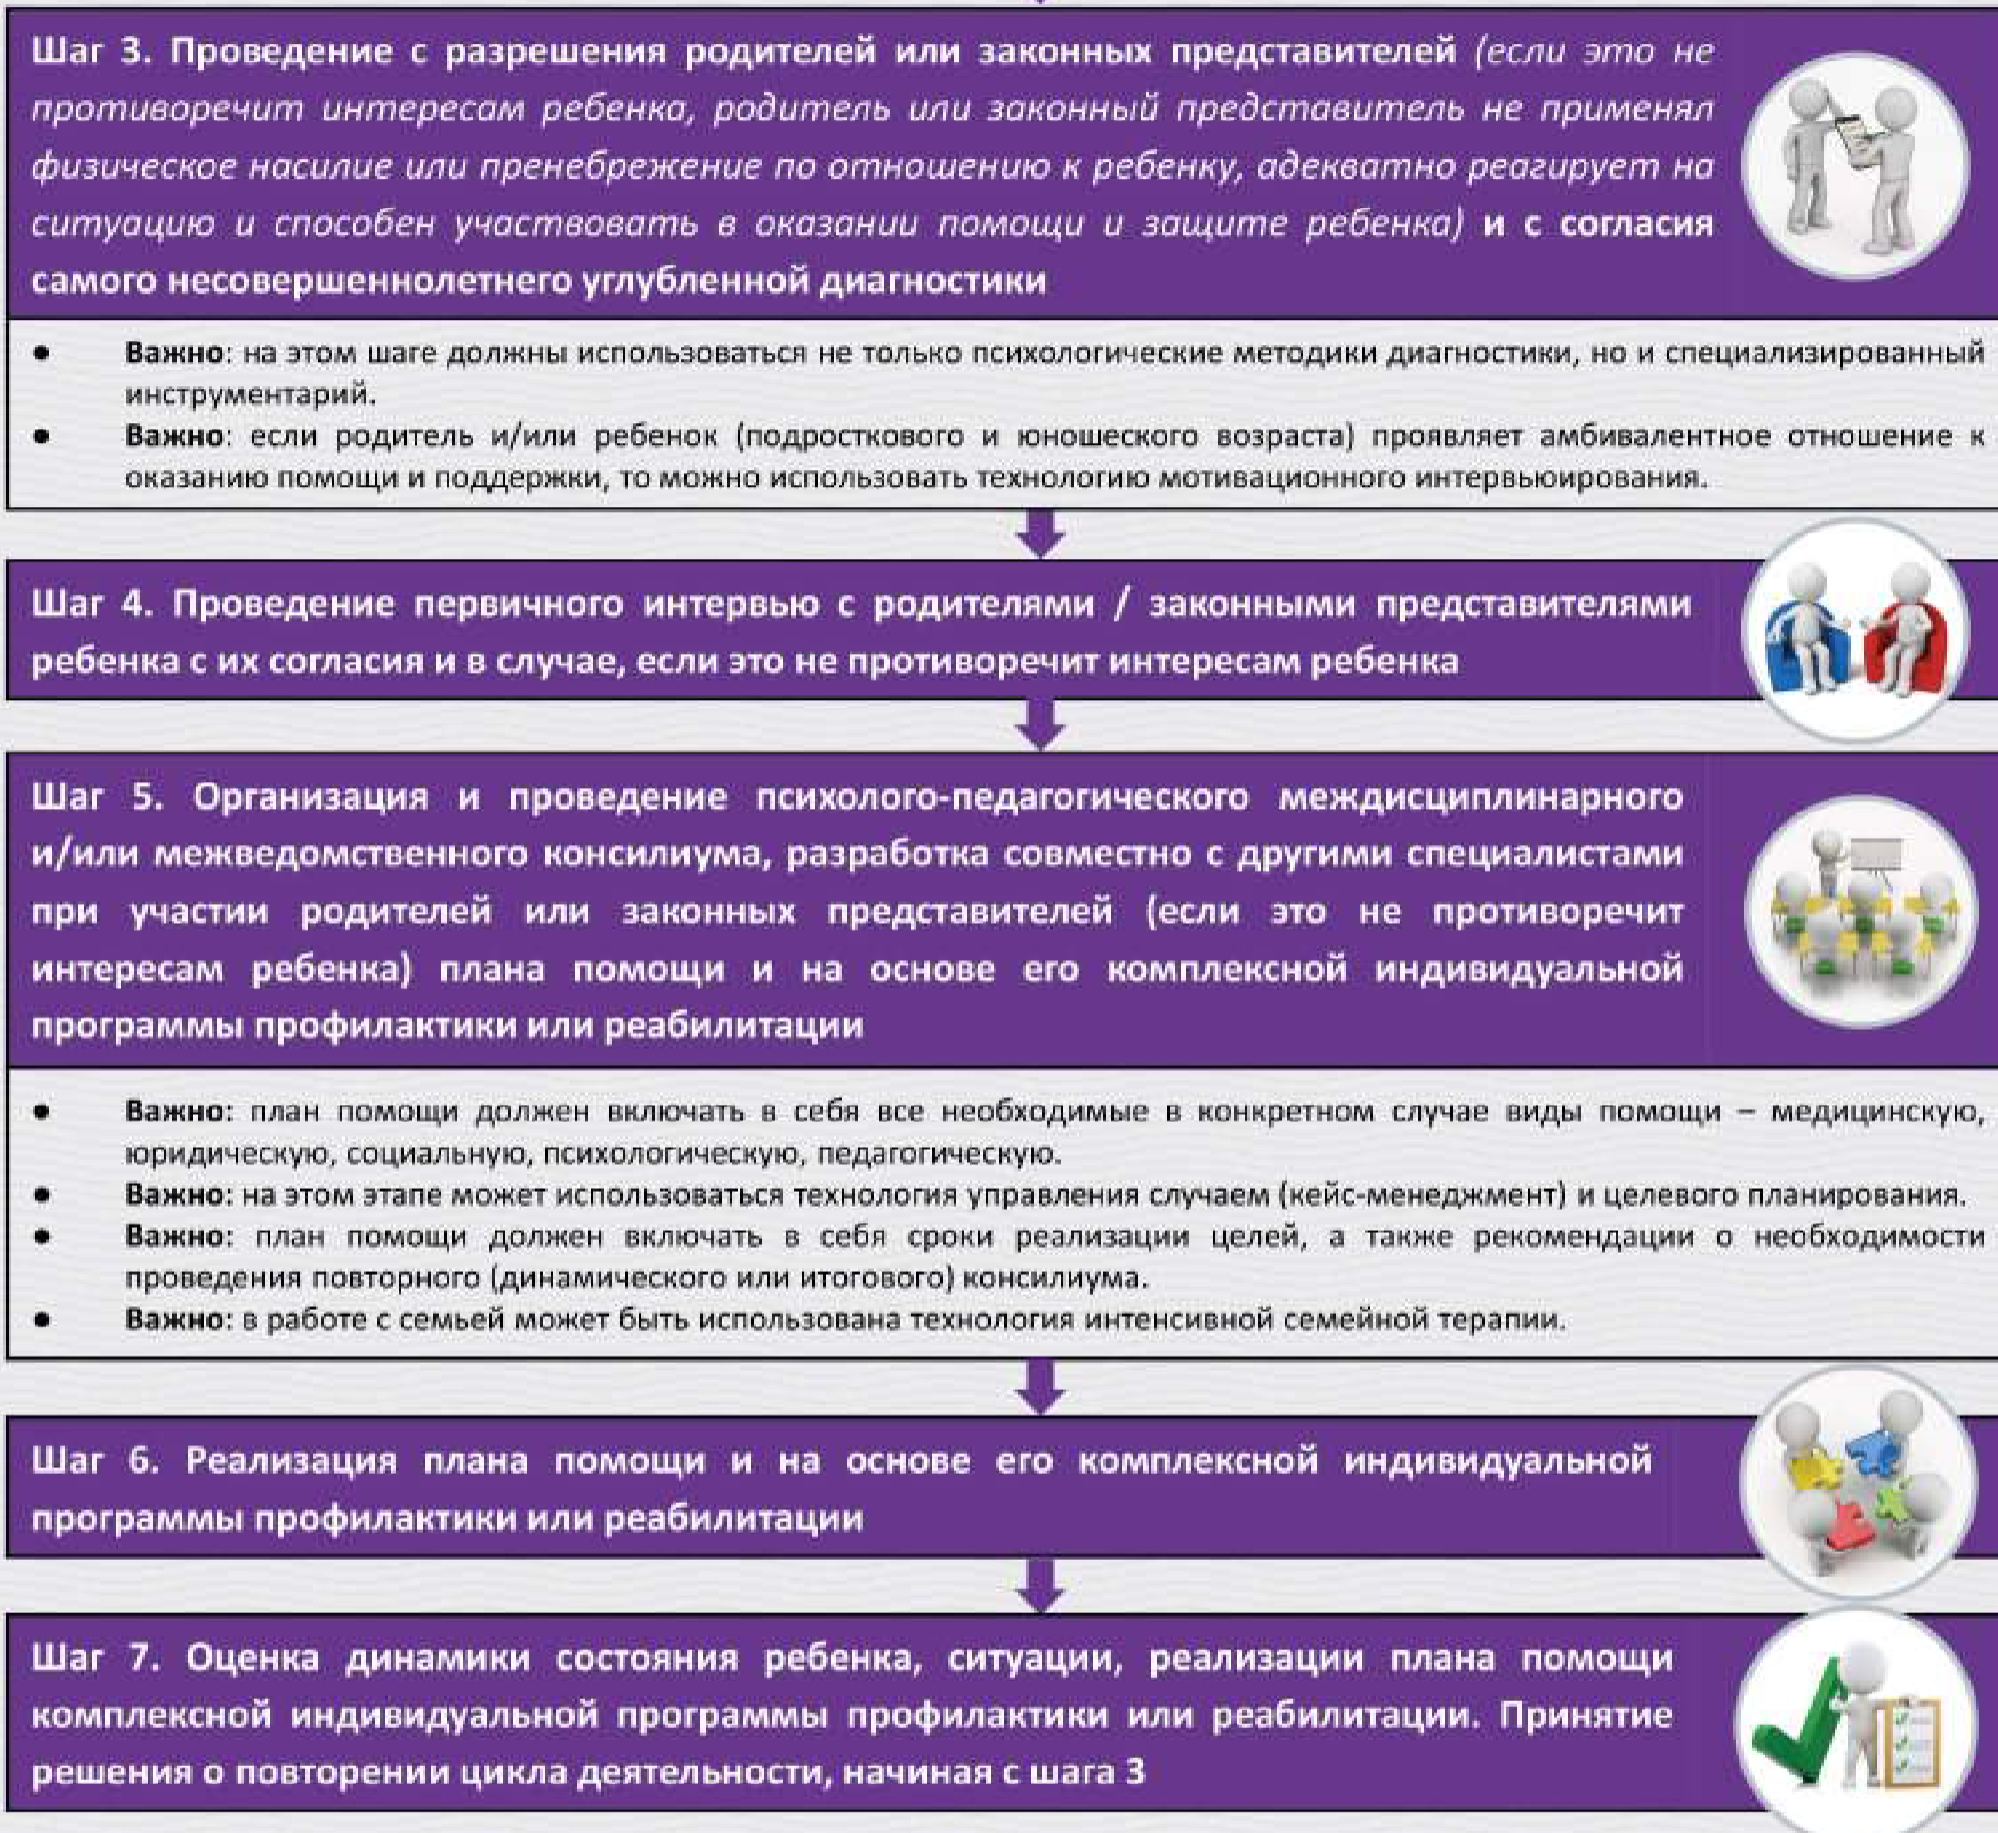 Шаг 3. Проведение с разрешения родителей или законных представителей (если это не
противоречит интересам ребенка, родитель или законный представитель не применял
физическое насилие или пренебрежение по отношению к ребенку, адекватно реагирует на
ситуацию и способен участвовать в оказании помощи и защите ребенка) и с согласия
самого несовершеннолетнего углубленной диагностики
● Важно: на этом шаге должны использоваться не только психологические методики диагностики, но и специализированный
инструментарий.
● Важно: если родитель и/или ребенок (подросткового и юношеского возраста) проявляет амбивалентное отношение к
оказанию помощи и поддержки, то можно использовать технологию мотивационного интервьюирования.
Шаг 4. Проведение первичного интервью с родителями / законными представителями
ребенка с их согласия и в случае, если это не противоречит интересам ребенка
Шаг 5. Организация и проведение психолого-педагогического междисциплинарного
и/или межведомственного консилиума, разработка совместно с другими специалистами
при участии родителей или законных представителей (если это не противоречит
интересам ребенка) плана помощи и на основе его комплексной индивидуальной
программы профилактики или реабилитации
● Важно: план помощи должен включать в себя все необходимые в конкретном случае виды помощи – медицинскую,
юридическую, социальную, психологическую, педагогическую.
● Важно: на этом этапе может использоваться технология управления случаем (кейс-менеджмент) и целевого планирования.
● Важно: план помощи должен включать в себя сроки реализации целей, а также рекомендации о необходимости
проведения повторного (динамического или итогового) консилиума.
● Важно: в работе с семьей может быть использована технология интенсивной семейной терапии.
Шаг 6. Реализация плана помощи и на основе его комплексной индивидуальной
программы профилактики или реабилитации
Шаг 7. Оценка динамики состояния ребенка, ситуации, реализации плана помощи
комплексной индивидуальной программы профилактики или реабилитации. Принятие
решения о повторении цикла деятельности, начиная с шага 3